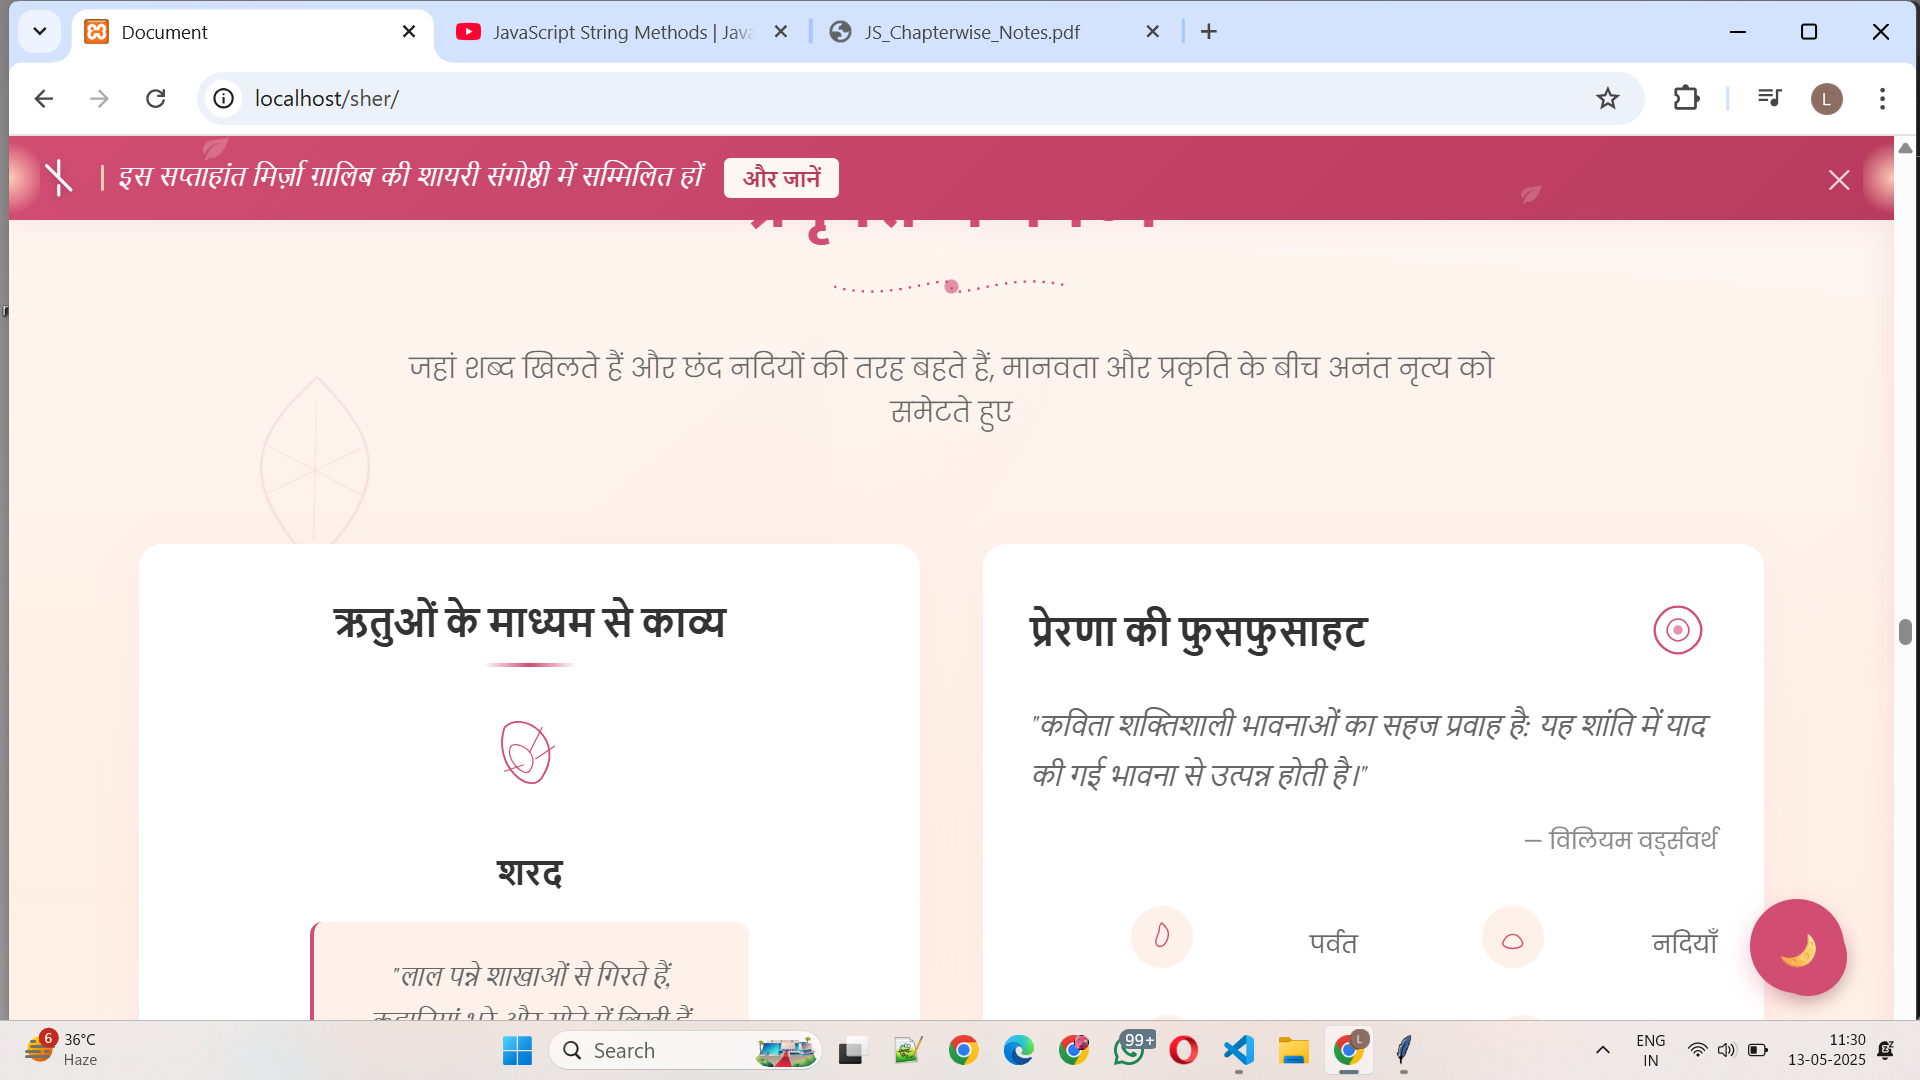 Document
JavaScript String Methods | Java
JS_Chapterwise_Notes.pdf
localhost/sher/
L
इस सप्ताहांत मिर्ज़ा ग़ालिब की शायरी संगोष्ठी में सम्मिलित हों
और जानें
जहां शब्द खिलते हैं और छंद नदियों की तरह बहते हैं, मानवता और प्रकृति के बीच अनंत नृत्य को
समेटते हुए
ऋतुओं के माध्यम से काव्य
शरद
"लाल पन्ने शाखाओं से गिरते हैं,
प्रेरणा की फुसफुसाहट
"कविता शक्तिशाली भावनाओं का सहज प्रवाह है: यह शांति में याद
की गई भावना से उत्पन्न होती है।"
— विलियम वर्ड्सवर्थ
पर्वत
नदियाँ
6
36°C
Haze
Search
99+
L
ENG
IN
11:30
13-05-2025